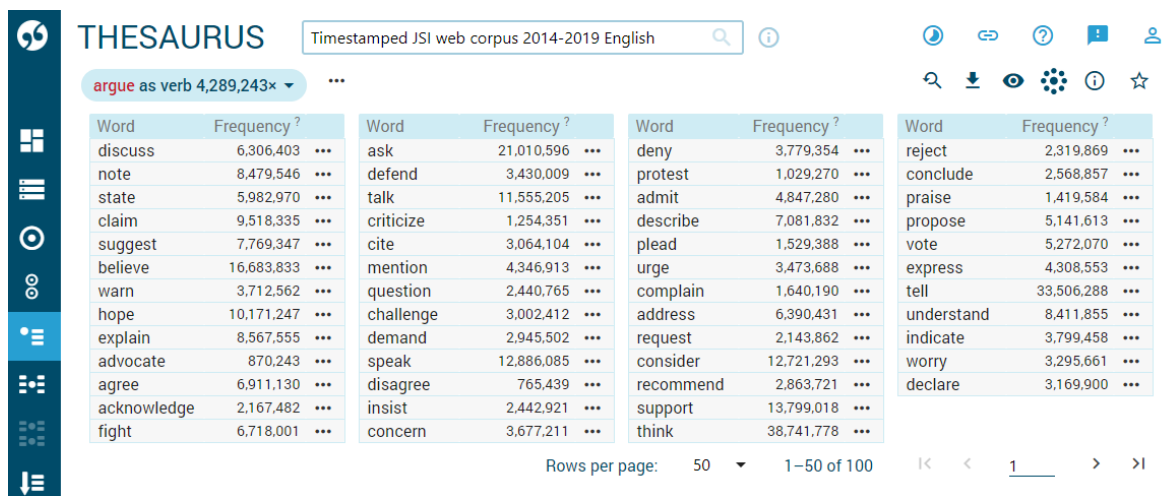 THESAURUS Timestamped JSI web corpus 2014-2019 English
argue as verb 4,289,243×
Word Frequency ? Word Frequency ? Word Frequency ? Word Frequency ?
discuss 6,306,403 ask 21,010,596 deny 3,779,354 reject 2,319,869
note 8,479,546 defend 3,430,009 protest 1,029,270 conclude 2,568,857
state 5,982,970 talk 11,555,205 admit 4,847,280 praise 1,419,584
claim 9,518,335 criticize 1,254,351 describe 7,081,832 propose 5,141,613
suggest 7,769,347 cite 3,064,104 plead 1,529,388 vote 5,272,070
believe 16,683,833 mention 4,346,913 urge 3,473,688 express 4,308,553
warn 3,712,562 question 2,440,765 complain 1,640,190 tell 33,506,288
hope 10,171,247 challenge 3,002,412 address 6,390,431 understand 8,411,855
explain 8,567,555 demand 2,945,502 request 2,143,862 indicate 3,799,458
advocate 870,243 speak 12,886,085 consider 12,721,293 worry 3,295,661
agree 6,911,130 disagree 765,439 recommend 2,863,721 declare 3,169,900
acknowledge 2,167,482 insist 2,442,921 support 13,799,018
fight 6,718,001 concern 3,677,211 think 38,741,778
Rows per page: 50 1–50 of 100 1